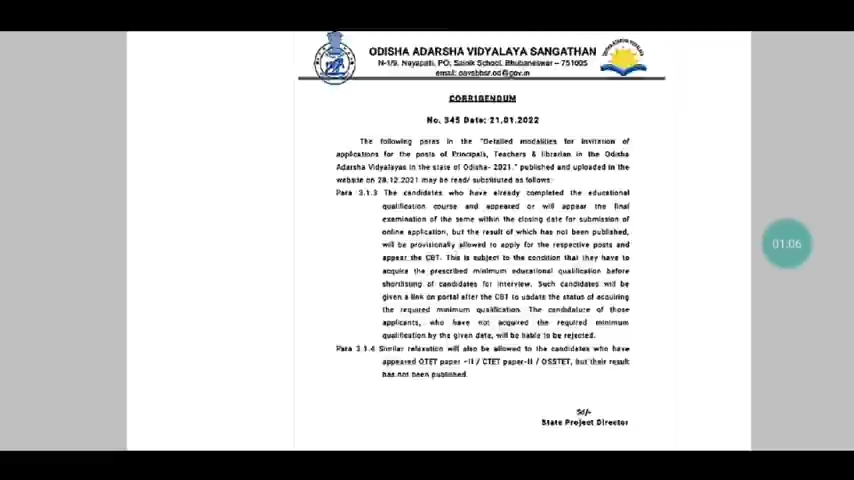 ODISHA ADARSHA VIDYALAYA SANGATHAN
N-1/9, Nayapalli, PO, Sainik School, Bhubaneswar – 751005
CORRIGENDUM
No. 345 Date: 21.01.2022
The following paras in the "Detailed modalities for invitation of
applications for the posts of Principals, Teachers & librarian in the Odisha
Adarsha Vidyalayas in the state of Odisha- 2021." published and uploaded in the
website on 28.12.2021 may be read/ substituted as follows:-
Para 3.1.3 The candidates who have already completed the educational
qualification course and appeared or will appear the final
examination of the same within the closing date for submission of
online application, but the result of which has not been published,
will be provisionally allowed to apply for the respective posts and
appear the CBT. This is subject to the condition that they have to
acquire the prescribed minimum educational qualification before
shortlisting of candidates for interview. Such candidates will be
given a link on portal after the CBT to update the status of acquiring
the required minimum qualification. The candidature of those
applicants, who have not acquired the required minimum
qualification by the given date, will be liable to be rejected.
Para 3.1.4 Similar relaxation will also be allowed to the candidates who have
appeared OTET paper -II / CTET paper-II / OSSTET, but their result
has not been published.
Sd/-
State Project Director
01:06